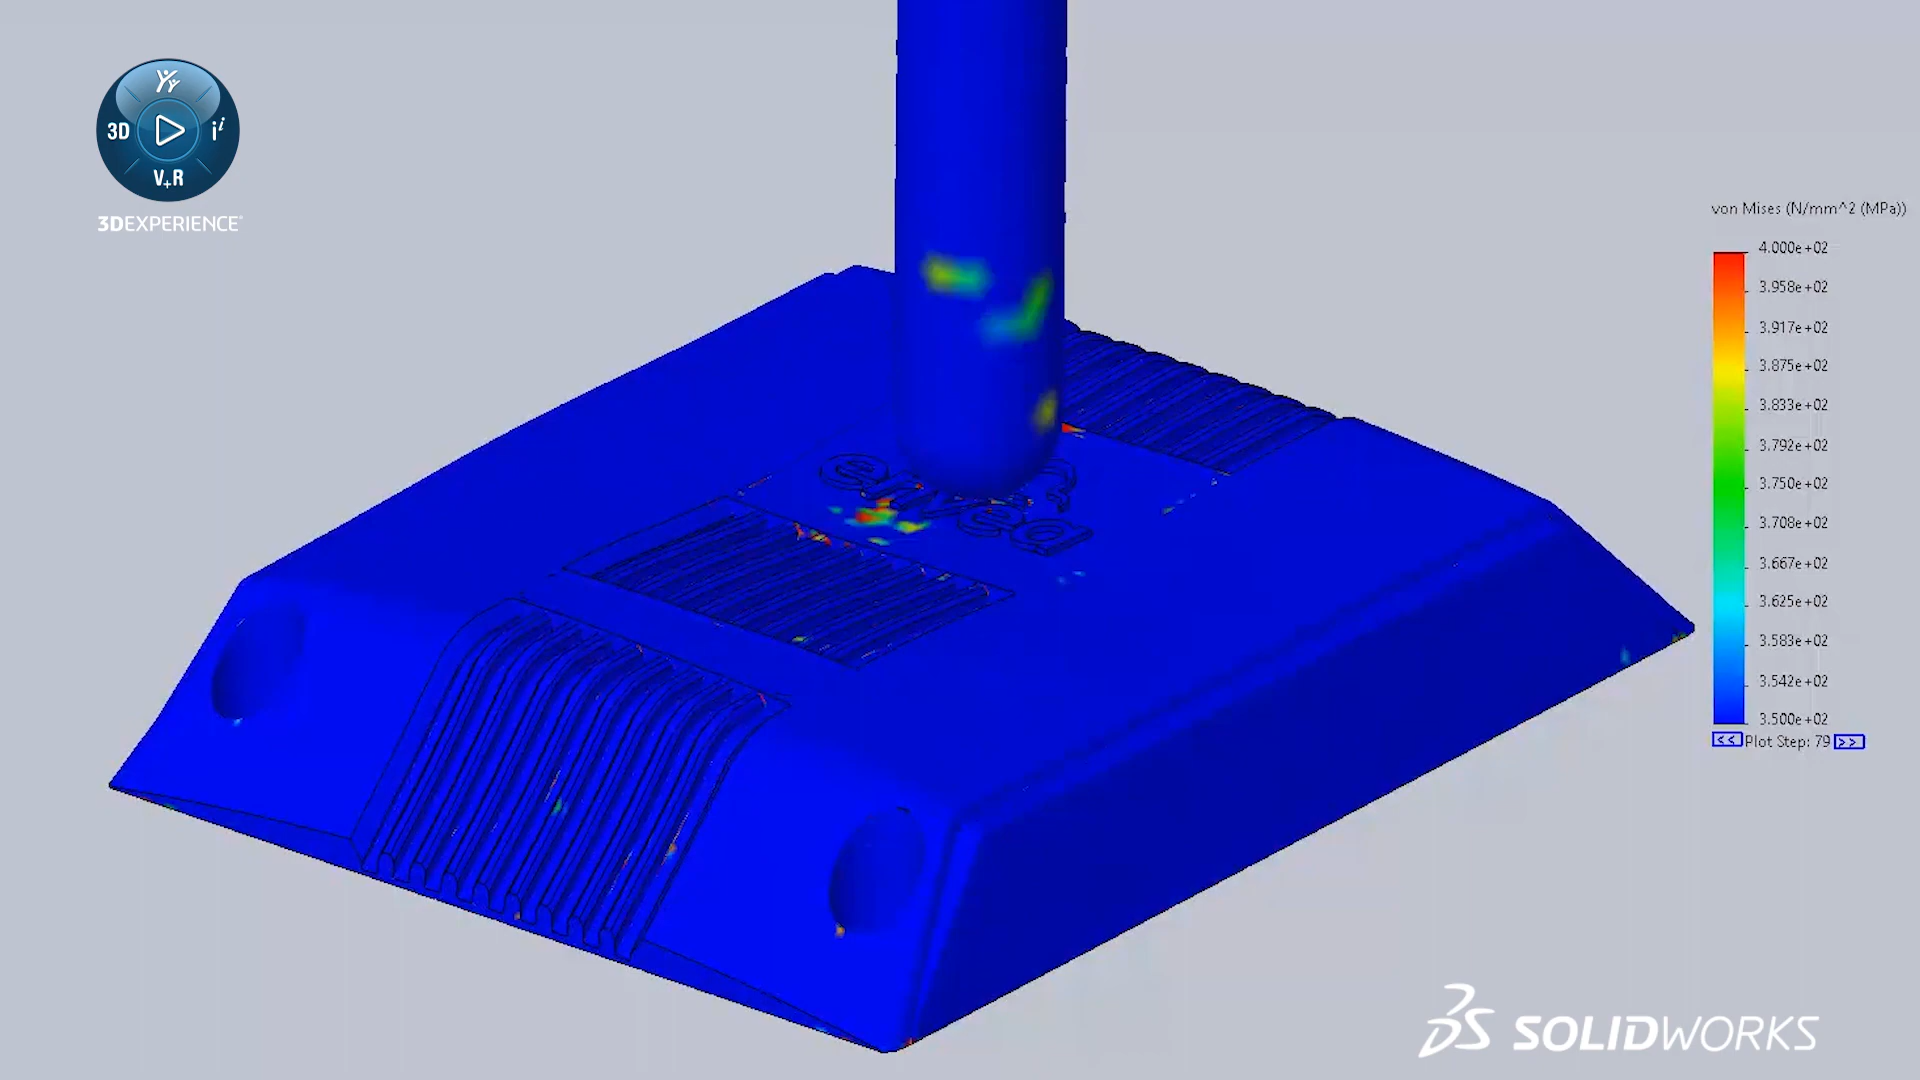 3D
i i
V+R
3DEXPERIENCE
von Mises (N/mm^2 (MPa))
4.000e+02
3.958e+02
3.917e+02
3.875e+02
3.833e+02
3.792e+02
3.750e+02
3.708e+02
3.667e+02
3.625e+02
3.583e+02
3.542e+02
3.500e+02
<< Plot Step: 79 >>
SOLIDWORKS